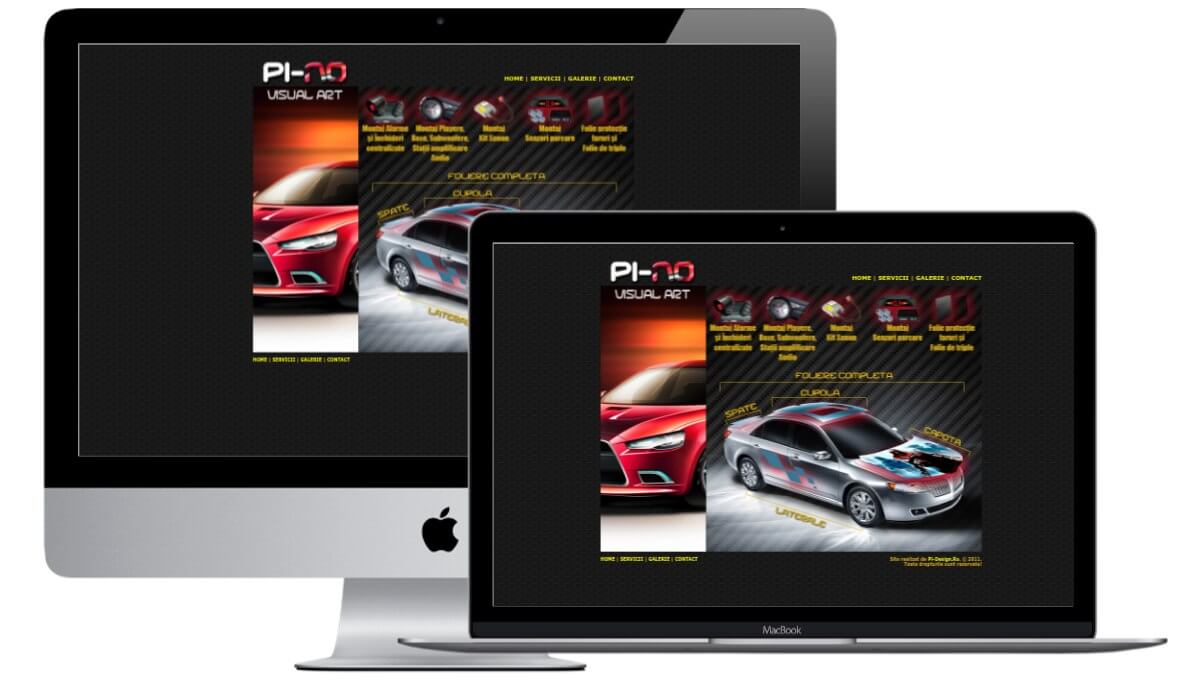 PI-NO
VISUAL ART
HOME | SERVICII | GALERIE | CONTACT
Montaj Alarme
și Închideri
centralizate
Montaj Playere,
Boxe, Subwoofere,
Stații amplificare
Audio
Montaj
Kit Xenon
Montaj
Senzori parcare
Folie protecție
faruri și
Folie de triple
FOLIERE COMPLETA
CUPOLA
SPATE
LATERALE
HOME | SERVICII | GALERIE | CONTACT
PI-NO
VISUAL ART
HOME | SERVICII | GALERIE | CONTACT
Montaj Alarme
și Închideri
centralizate
Montaj Playere,
Boxe, Subwoofere,
Stații amplificare
Audio
Montaj
Kit Xenon
Montaj
Senzori parcare
Folie protecție
faruri și
Folie de triple
FOLIERE COMPLETA
CUPOLA
SPATE
CAPOTA
LATERALE
HOME | SERVICII | GALERIE | CONTACT
Site realizat de Pi-Design.Ro. © 2011.
Toate drepturile sunt rezervate!
MacBook